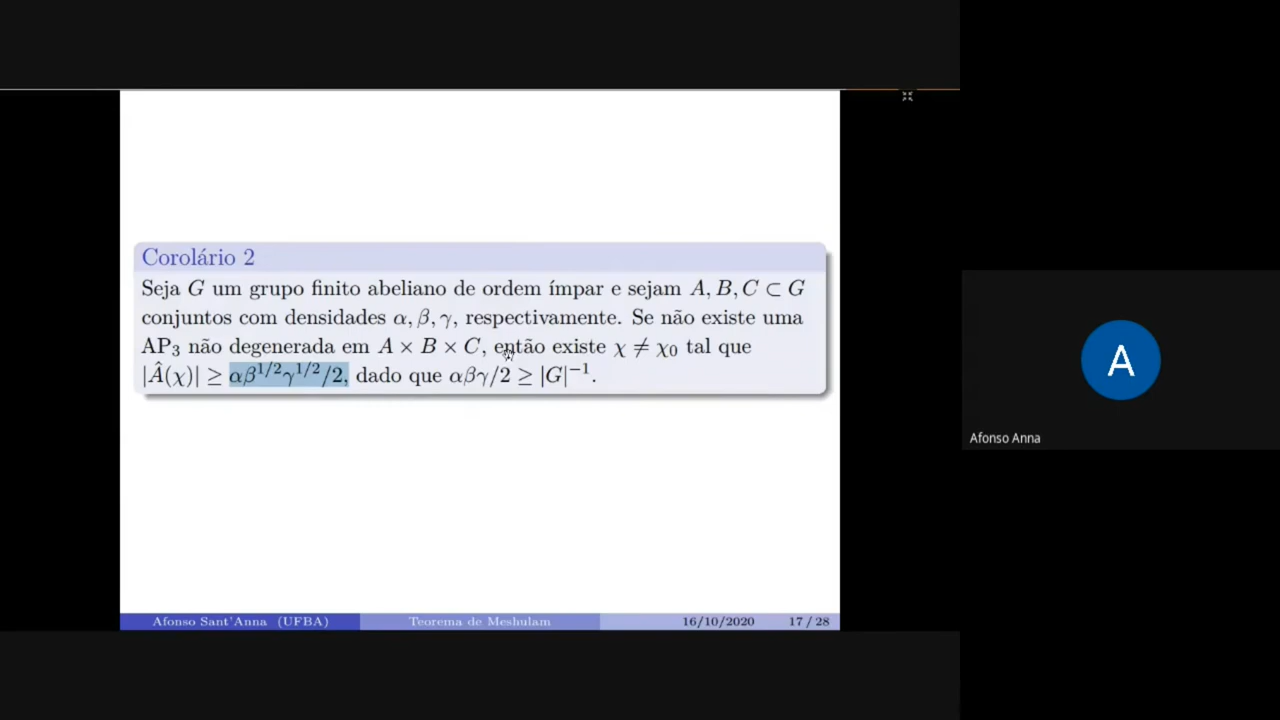 Corolário 2
Seja G um grupo finito abeliano de ordem ímpar e sejam A, B, C ⊂ G
conjuntos com densidades α, β, γ, respectivamente. Se não existe uma
AP₃ não degenerada em A × B × C, então existe χ ≠ χ₀ tal que
|Â(χ)| ≥ αβ^{1/2}γ^{1/2}/2, dado que αβγ/2 ≥ |G|^{−1}.
A
Afonso Anna
Afonso Sant'Anna (UFBA) Teorema de Meshulam 16/10/2020 17 / 28